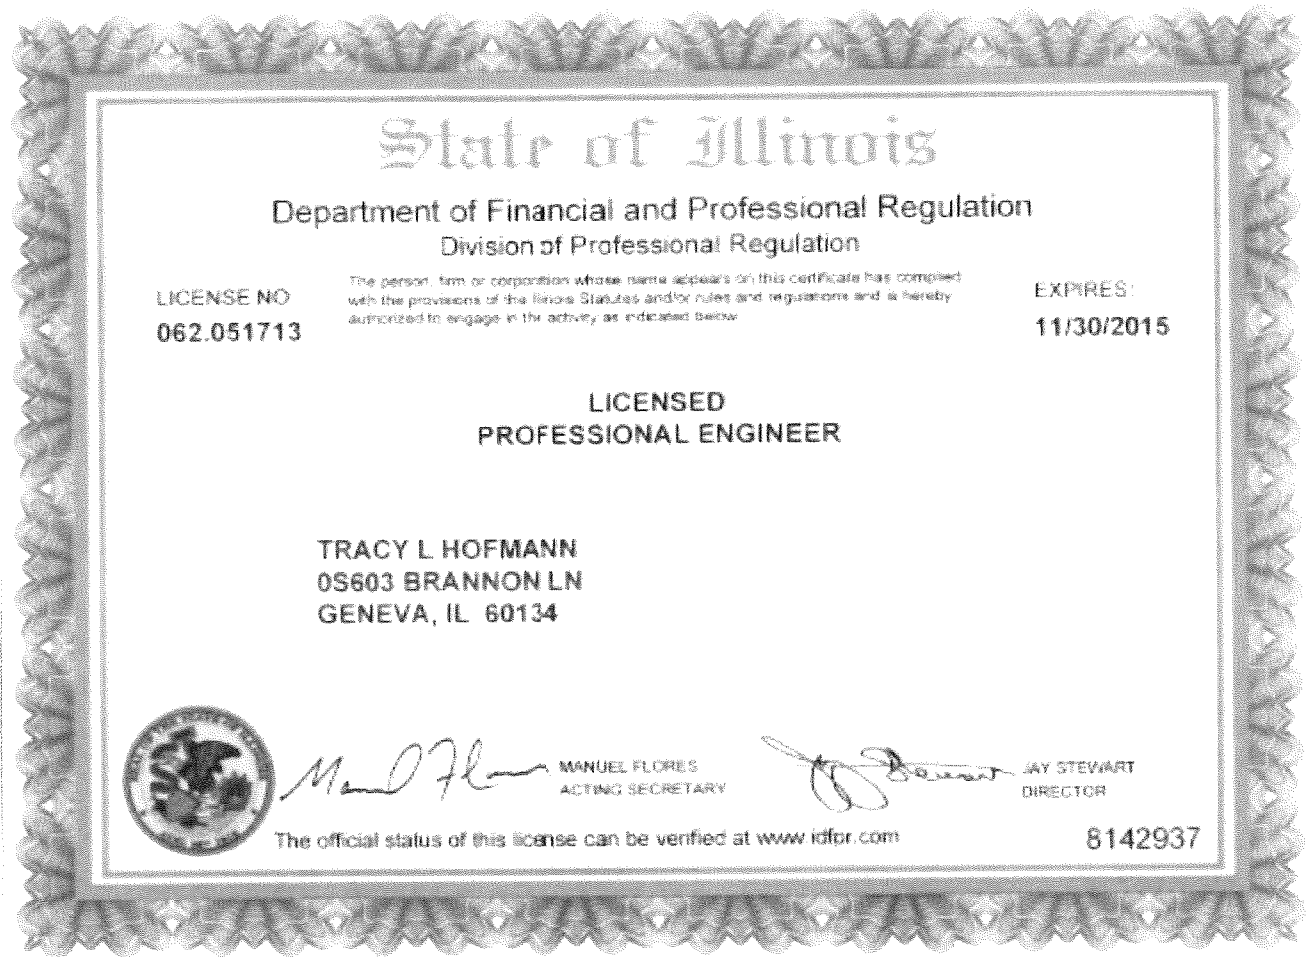 State of Illinois
Department of Financial and Professional Regulation
Division of Professional Regulation
LICENSE NO
062.051713
The person, firm or corporation whose name appears on this certificate has complied
with the provisions of the Illinois Statutes and/or rules and regulations and is hereby
authorized to engage in the activity as indicated below
EXPIRES:
11/30/2015
LICENSED
PROFESSIONAL ENGINEER
TRACY L HOFMANN
0S603 BRANNON LN
GENEVA, IL 60134
MANUEL FLORES
ACTING SECRETARY
JAY STEWART
DIRECTOR
The official status of this license can be verified at www.idfpr.com
8142937